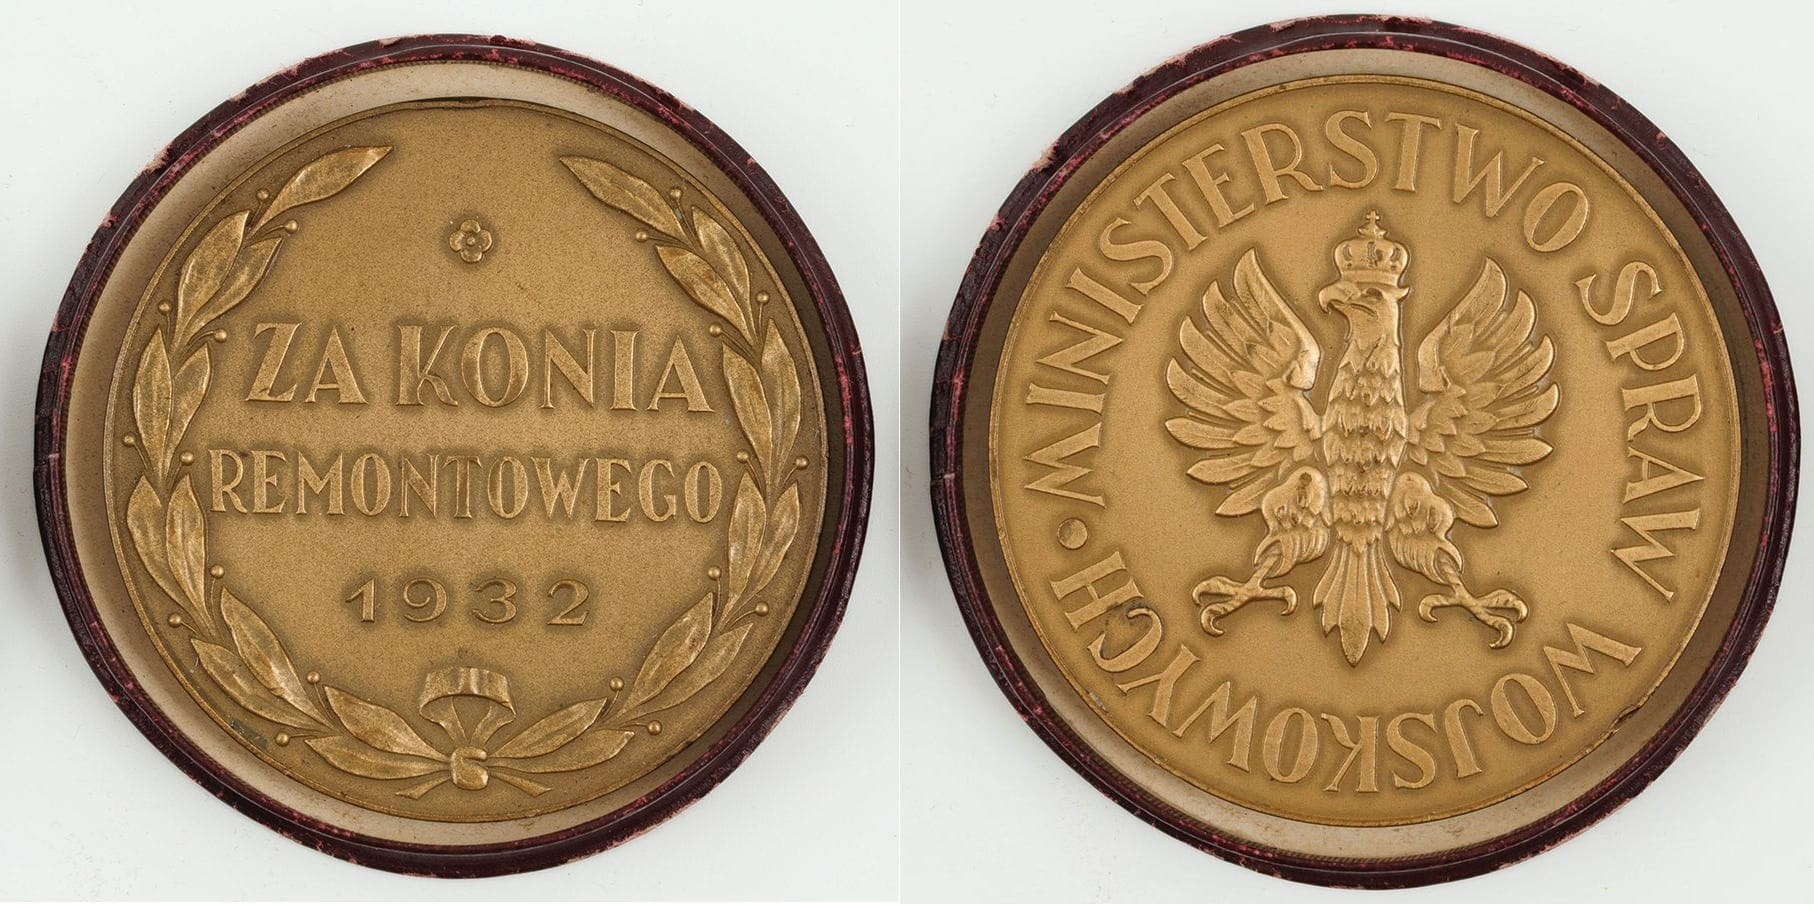 ZA KONIA
REMONTOWEGO
1932
MINISTERSTWO SPRAW WOJSKOWYCH •